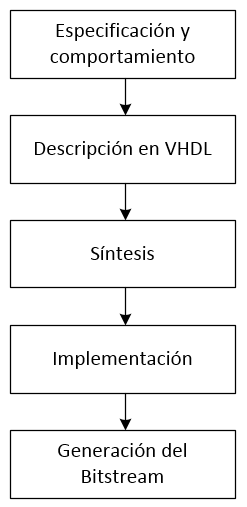 Especificación y
comportamiento
Descripción en VHDL
Síntesis
Implementación
Generación del
Bitstream